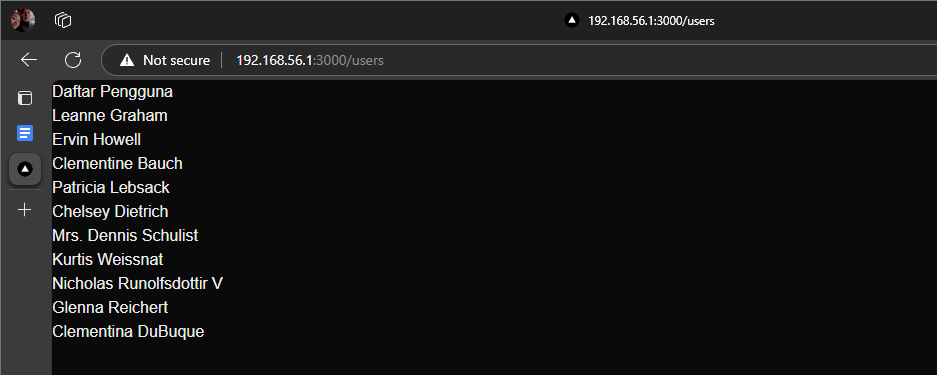 192.168.56.1:3000/users
Not secure 192.168.56.1:3000/users
Daftar Pengguna
Leanne Graham
Ervin Howell
Clementine Bauch
Patricia Lebsack
Chelsey Dietrich
Mrs. Dennis Schulist
Kurtis Weissnat
Nicholas Runolfsdottir V
Glenna Reichert
Clementina DuBuque